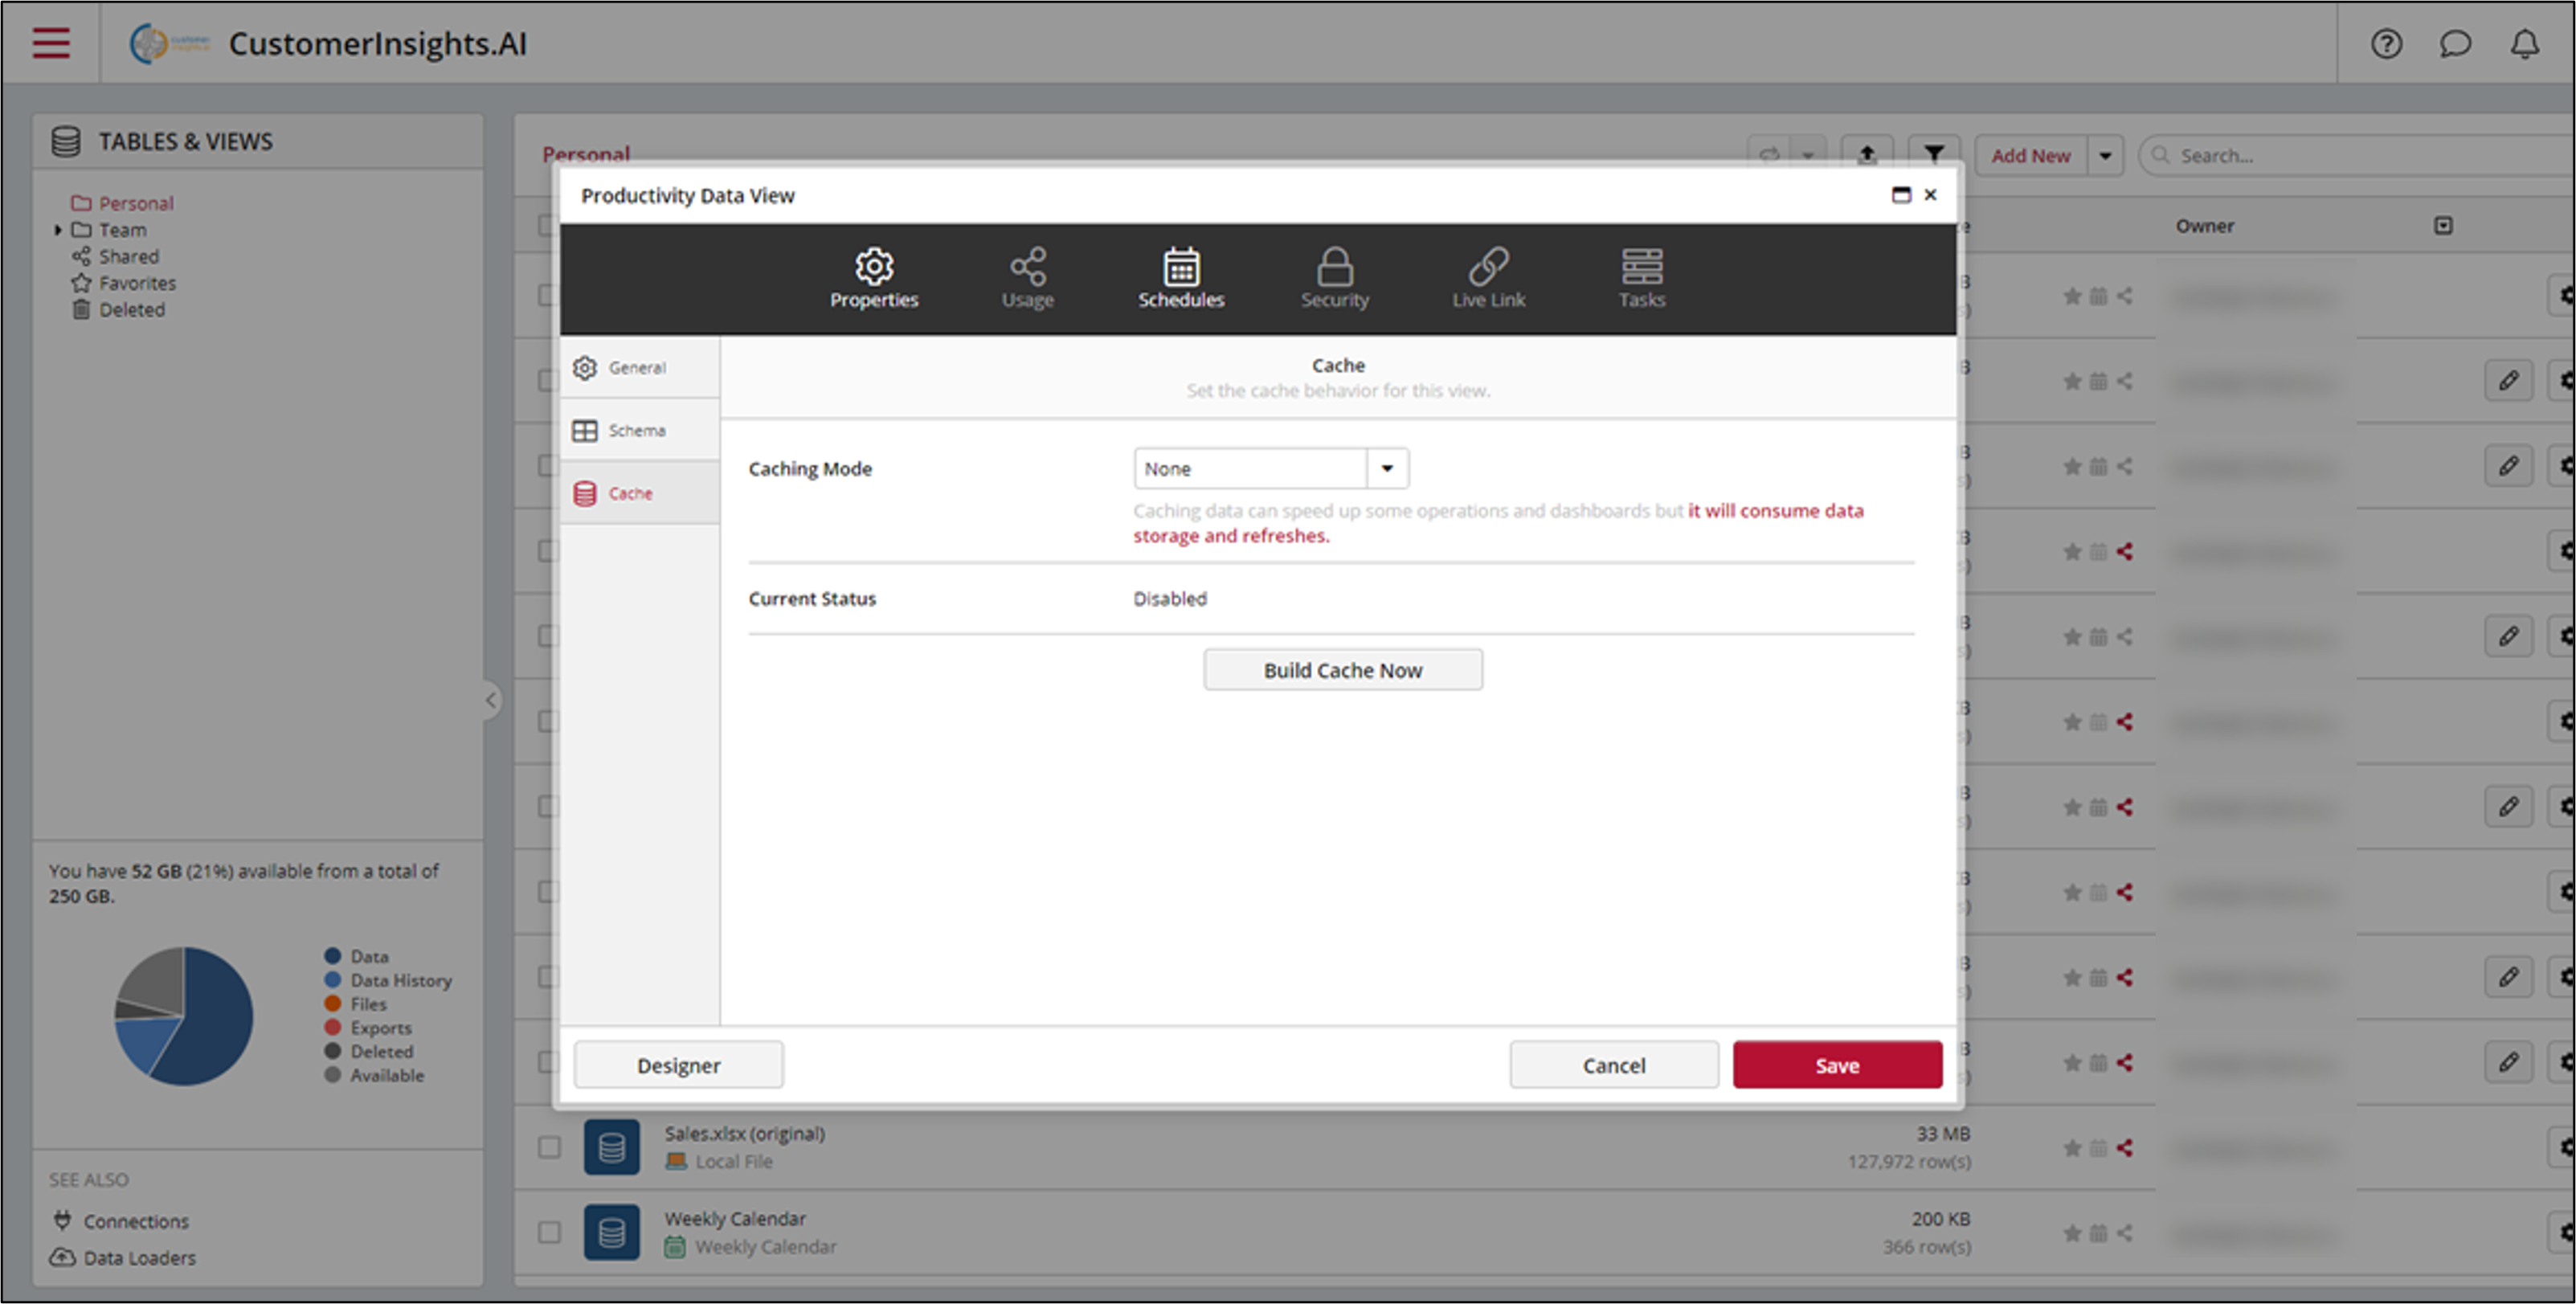 CustomerInsights.AI
TABLES & VIEWS
Personal
Team
Shared
Favorites
Deleted
You have 52 GB (21%) available from a total of
250 GB.
Data
Data History
Files
Exports
Deleted
Available
SEE ALSO
Connections
Data Loaders
Personal
Add New
Search...
Owner
Productivity Data View
Properties
Usage
Schedules
Security
Live Link
Tasks
General
Schema
Cache
Cache
Set the cache behavior for this view.
Caching Mode
None
Caching data can speed up some operations and dashboards but it will consume data
storage and refreshes.
Current Status
Disabled
Build Cache Now
Designer
Cancel
Save
Sales.xlsx (original)
33 MB
Local File
127,972 row(s)
Weekly Calendar
200 KB
Weekly Calendar
366 row(s)